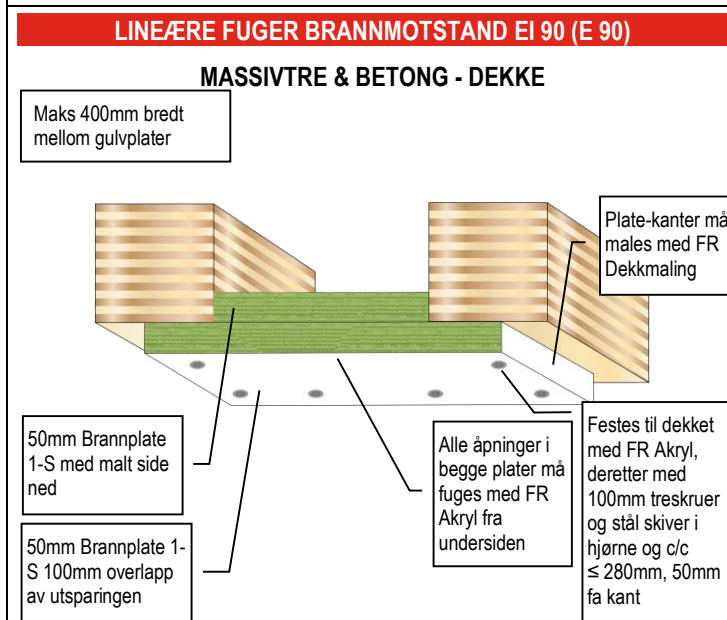 LINEÆRE FUGER BRANNMOTSTAND EI 90 (E 90)
MASSIVTRE & BETONG - DEKKE
Maks 400mm bredt
mellom gulvplater
Plate-kanter må
males med FR
Dekkmaling
50mm Brannplate
1-S med malt side
ned
50mm Brannplate 1-
S 100mm overlapp
av utsparingen
Alle åpninger i
begge plater må
fuges med FR
Akryl fra
undersiden
Festes til dekket
med FR Akryl,
deretter med
100mm treskruer
og stål skiver i
hjørne og c/c
≤ 280mm, 50mm
fa kant